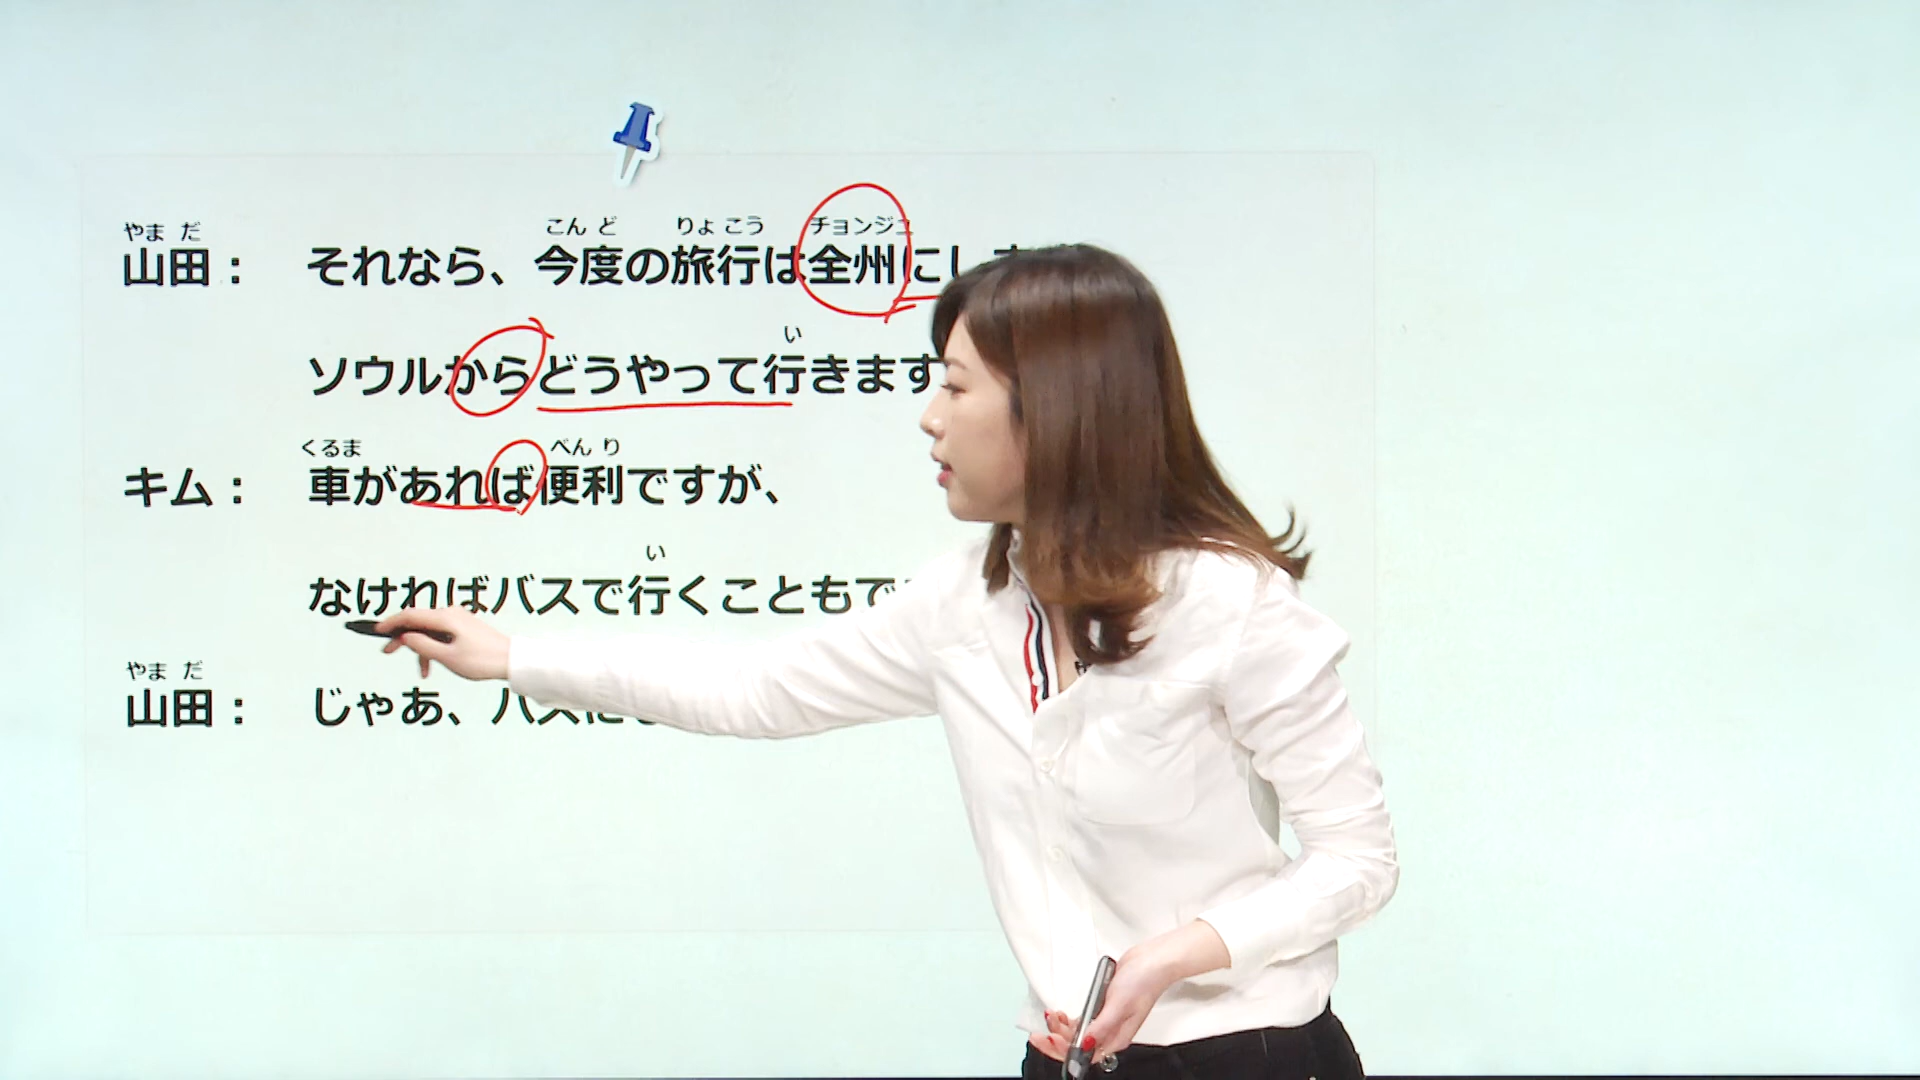 やまだ こんど りょこう チョンジュ
山田： それなら、今度の旅行は全州に
い
ソウルからどうやって行きます
くるま べんり
キム： 車があれば便利ですが、
い
なければバスで行くこともで
やまだ
山田： じゃあ、バスに